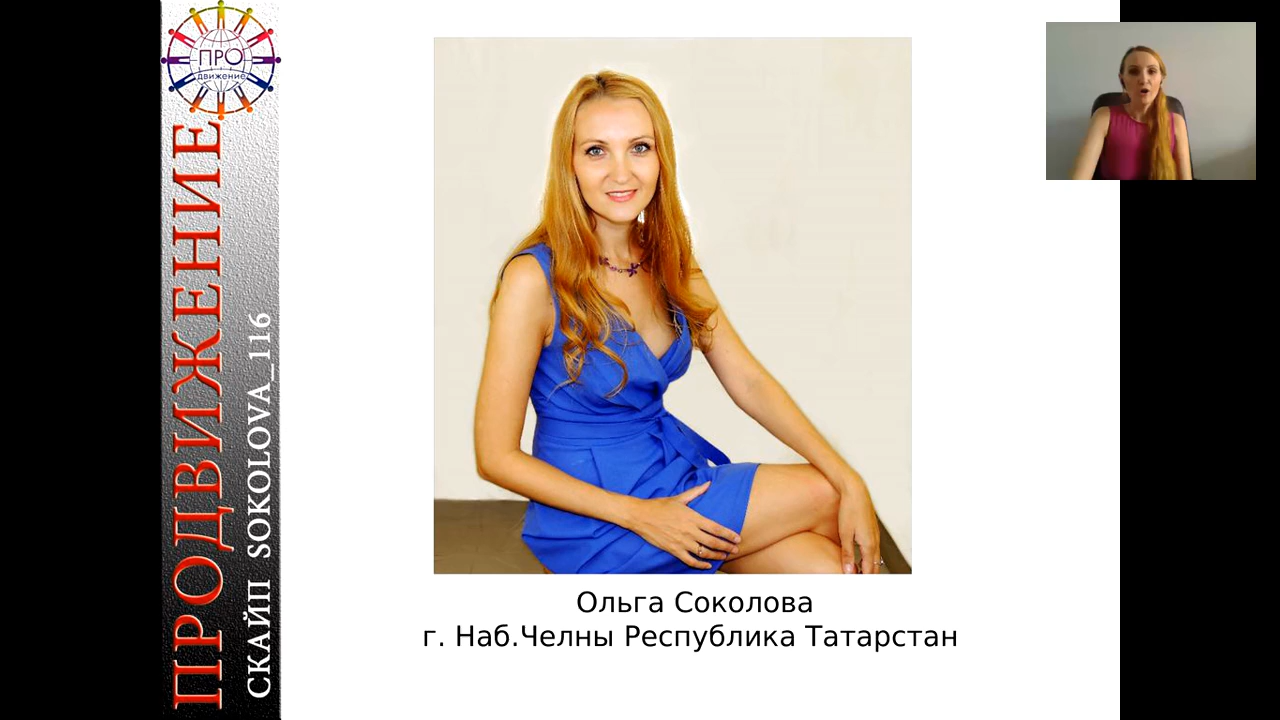 ПРО
движение
ПРОДВИЖЕНИЕ
СКАЙП SOKOLOVA_116
Ольга Соколова
г. Наб.Челны Республика Татарстан